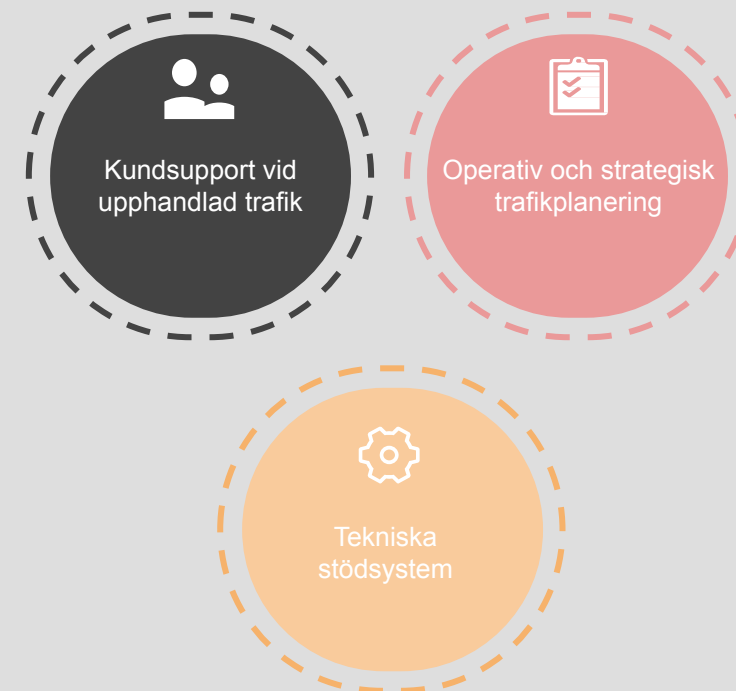 Kundsupport vid
upphandlad trafik
Operativ och strategisk
trafikplanering
Tekniska
stödsystem